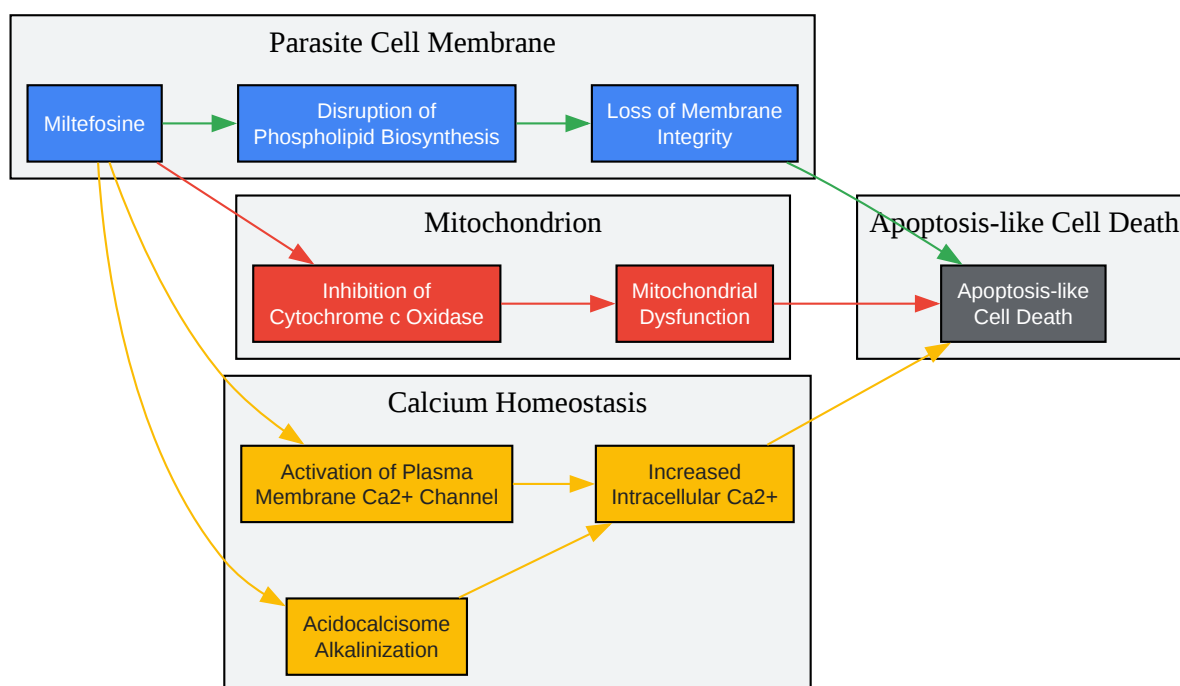 Parasite Cell Membrane
Miltefosine
Disruption of
Phospholipid Biosynthesis
Loss of Membrane
Integrity
Mitochondrion
Inhibition of
Cytochrome c Oxidase
Mitochondrial
Dysfunction
Apoptosis-like Cell Death
Apoptosis-like
Cell Death
Calcium Homeostasis
Activation of Plasma
Membrane Ca2+ Channel
Increased
Intracellular Ca2+
Acidocalcisome
Alkalinization